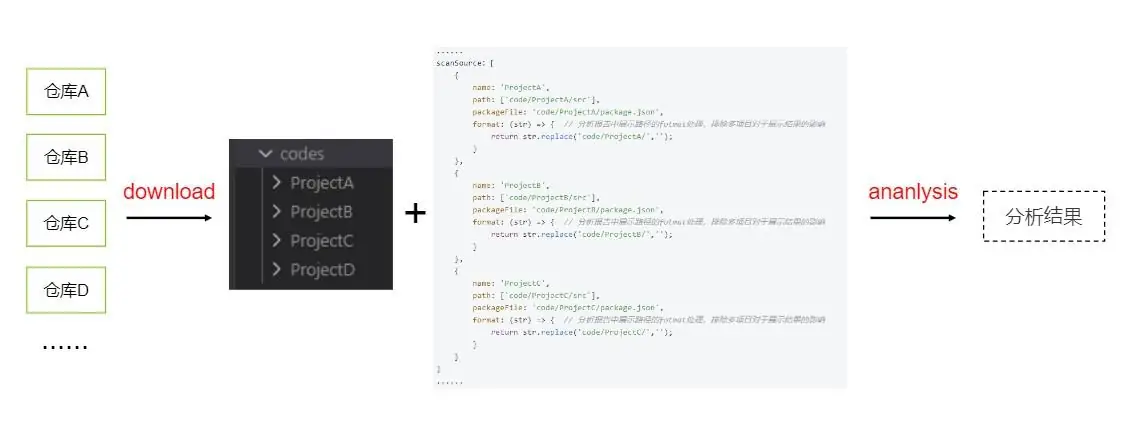 仓库A
仓库B
仓库C
仓库D
……
download
codes
ProjectA
ProjectB
ProjectC
ProjectD
+
......
scanSource: [
{
name: 'ProjectA',
path: ['code/ProjectA/src'],
packageFile: 'code/ProjectA/package.json',
format: (str) => { // 分析报告中展示路径的fotmat处理，排除多项目对于展示结果的影响
return str.replace('code/ProjectA/','');
}
},
{
name: 'ProjectB',
path: ['code/ProjectB/src'],
packageFile: 'code/ProjectB/package.json',
format: (str) => { // 分析报告中展示路径的fotmat处理，排除多项目对于展示结果的影响
return str.replace('code/ProjectB/','');
}
},
{
name: 'ProjectC',
path: ['code/ProjectC/src'],
packageFile: 'code/ProjectC/package.json',
format: (str) => { // 分析报告中展示路径的fotmat处理，排除多项目对于展示结果的影响
return str.replace('code/ProjectC/','');
}
}
]
......
ananlysis
分析结果